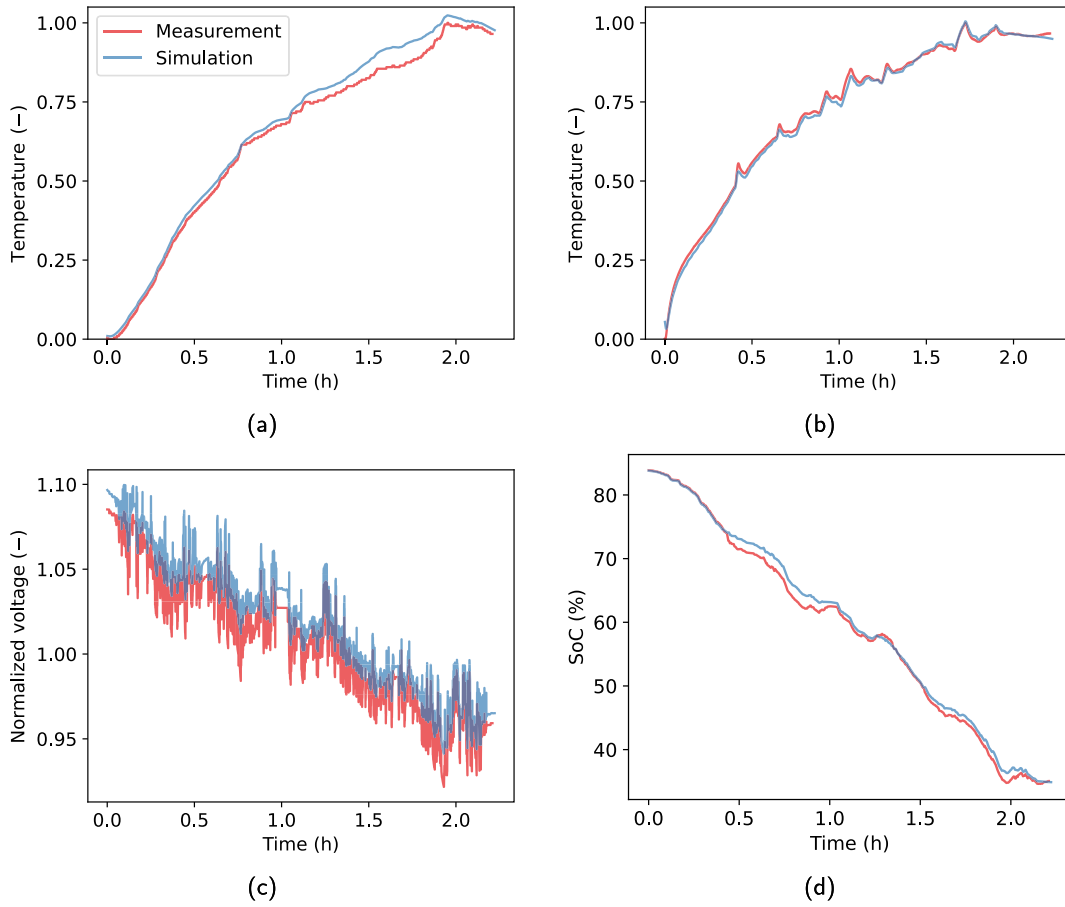 Temperature (−)
1.00
0.75
0.50
0.25
0.00
Measurement
Simulation
0.0 0.5 1.0 1.5 2.0
Time (h)
(a)
Temperature (−)
1.00
0.75
0.50
0.25
0.00
0.0 0.5 1.0 1.5 2.0
Time (h)
(b)
Normalized voltage (−)
1.10
1.05
1.00
0.95
0.0 0.5 1.0 1.5 2.0
Time (h)
(c)
SoC (%)
80
70
60
50
40
0.0 0.5 1.0 1.5 2.0
Time (h)
(d)